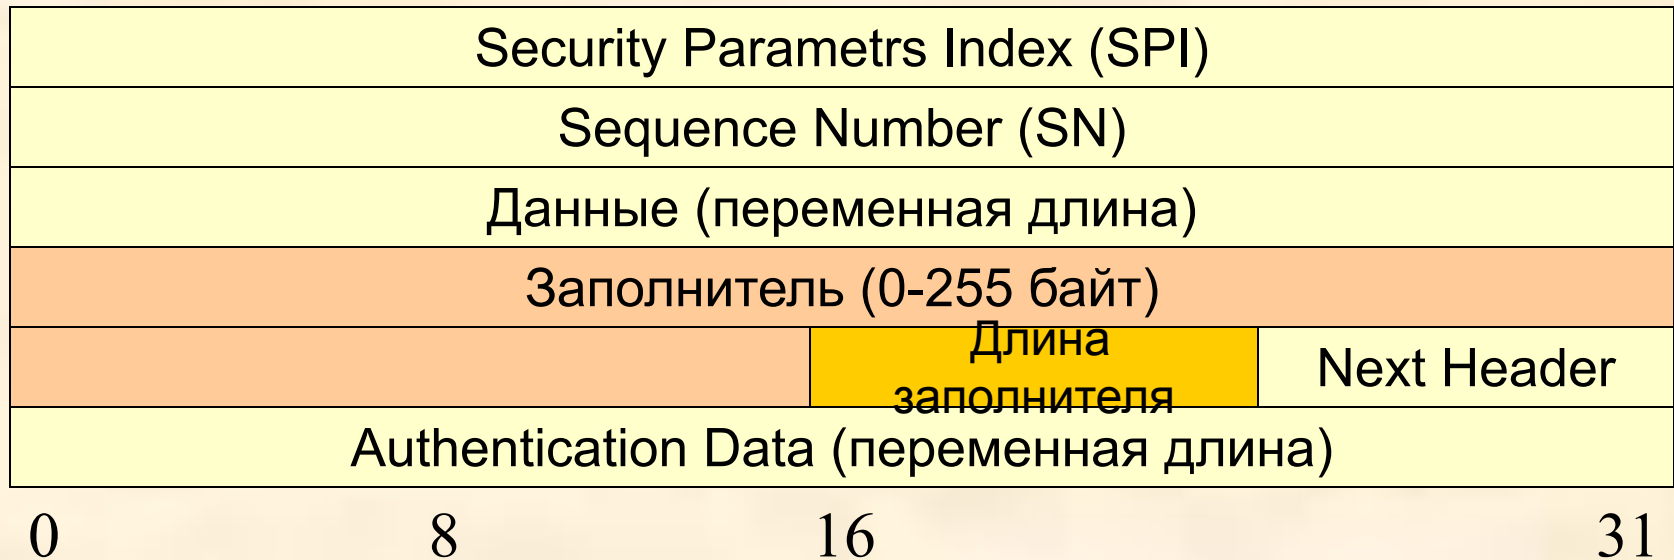 Security Parametrs Index (SPI)
Sequence Number (SN)
Данные (переменная длина)
Заполнитель (0-255 байт)
Длина
заполнителя
Next Header
Authentication Data (переменная длина)
0 8 16 31